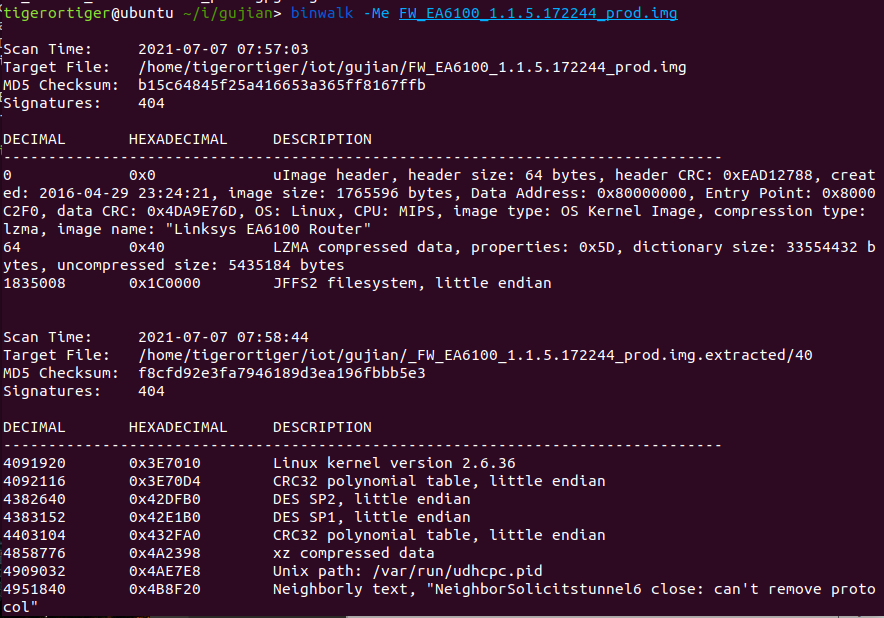 tigerortiger@ubuntu ~/i/gujian> binwalk -Me FW_EA6100_1.1.5.172244_prod.img
Scan Time:     2021-07-07 07:57:03
Target File:   /home/tigerortiger/iot/gujian/FW_EA6100_1.1.5.172244_prod.img
MD5 Checksum:  b15c64845f25a416653a365ff8167ffb
Signatures:    404
DECIMAL       HEXADECIMAL     DESCRIPTION
--------------------------------------------------------------------------------
0             0x0             uImage header, header size: 64 bytes, header CRC: 0xEAD12788, creat
ed: 2016-04-29 23:24:21, image size: 1765596 bytes, Data Address: 0x80000000, Entry Point: 0x8000
C2F0, data CRC: 0x4DA9E76D, OS: Linux, CPU: MIPS, image type: OS Kernel Image, compression type:
lzma, image name: "Linksys EA6100 Router"
64            0x40            LZMA compressed data, properties: 0x5D, dictionary size: 33554432 b
ytes, uncompressed size: 5435184 bytes
1835008       0x1C0000        JFFS2 filesystem, little endian
Scan Time:     2021-07-07 07:58:44
Target File:   /home/tigerortiger/iot/gujian/_FW_EA6100_1.1.5.172244_prod.img.extracted/40
MD5 Checksum:  f8cfd92e3fa7946189d3ea196fbbb5e3
Signatures:    404
DECIMAL       HEXADECIMAL     DESCRIPTION
--------------------------------------------------------------------------------
4091920       0x3E7010        Linux kernel version 2.6.36
4092116       0x3E70D4        CRC32 polynomial table, little endian
4382640       0x42DFB0        DES SP2, little endian
4383152       0x42E1B0        DES SP1, little endian
4403104       0x432FA0        CRC32 polynomial table, little endian
4858776       0x4A2398        xz compressed data
4909032       0x4AE7E8        Unix path: /var/run/udhcpc.pid
4951840       0x4B8F20        Neighborly text, "NeighborSolicitstunnel6 close: can't remove proto
col"